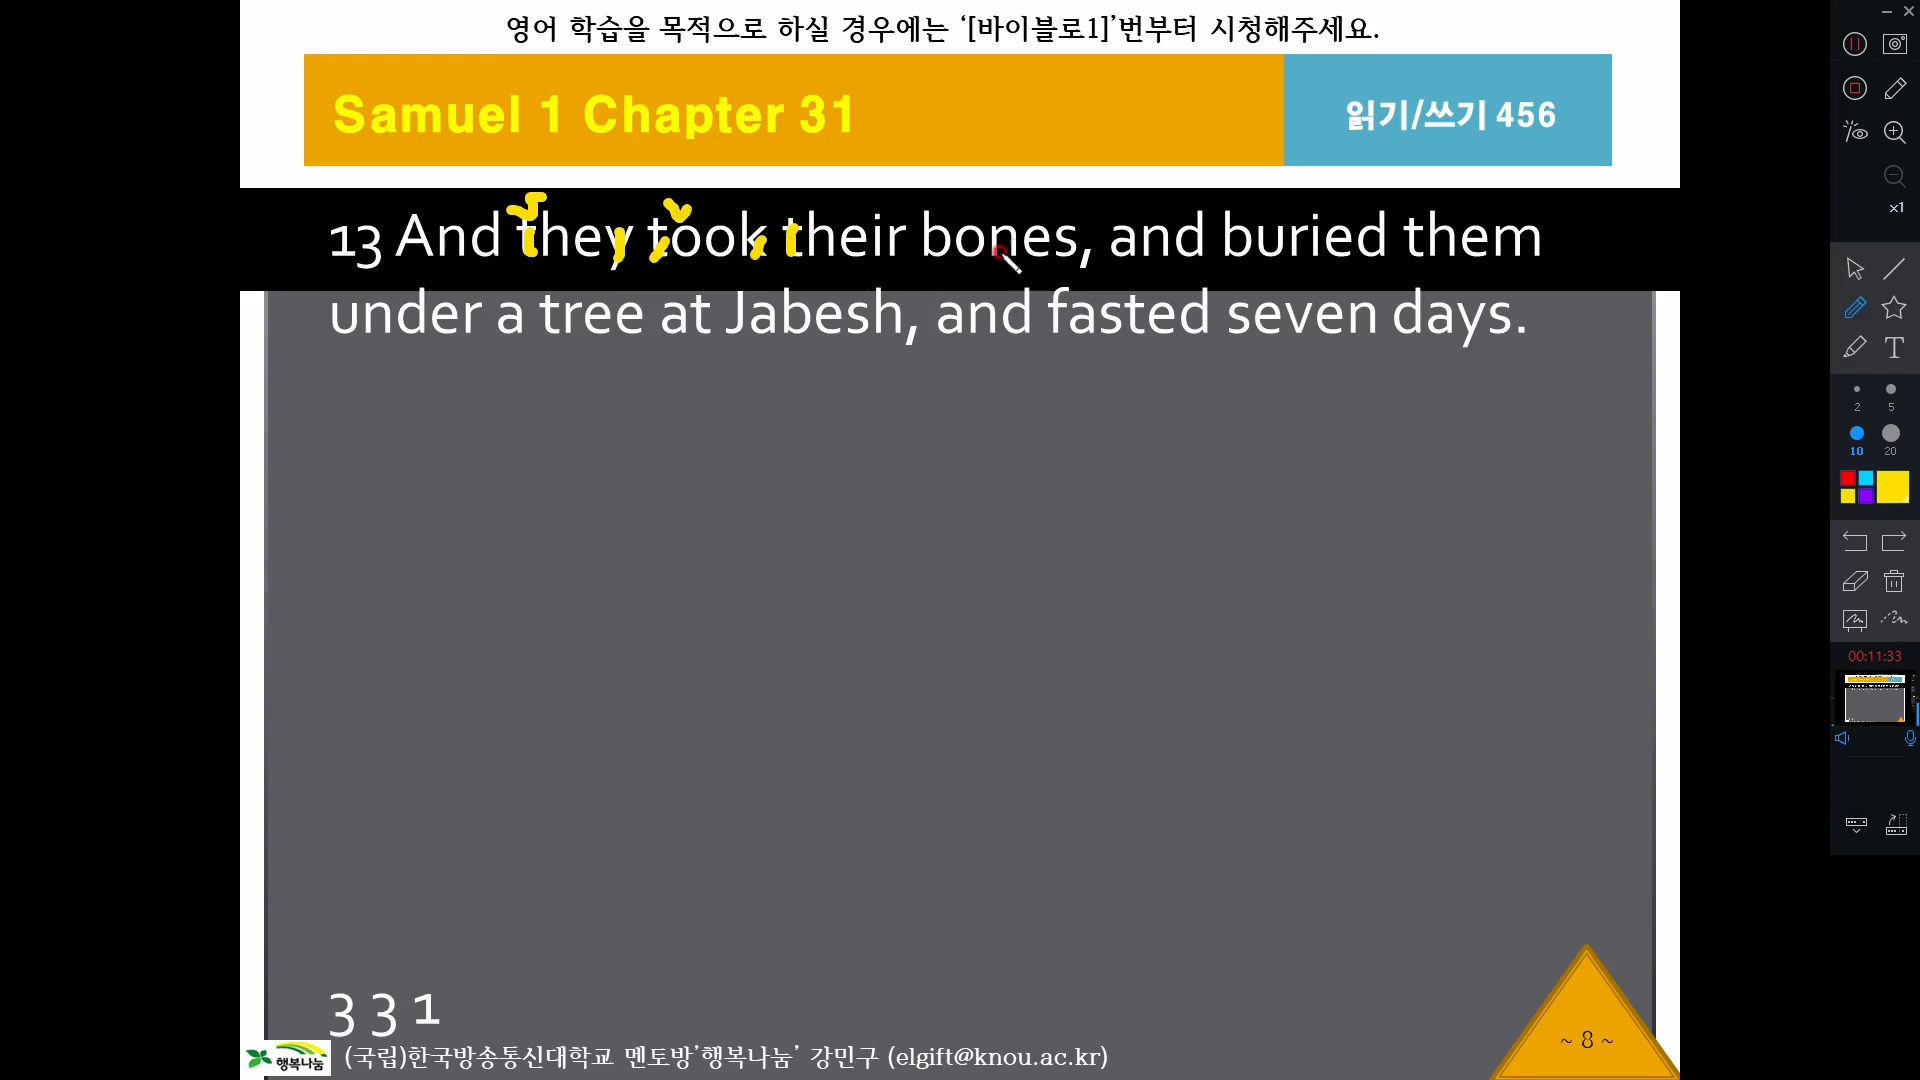 영어 학습을 목적으로 하실 경우에는 ‘[바이블로1]’번부터 시청해주세요.
Samuel 1 Chapter 31
읽기/쓰기 456
13 And they took their bones, and buried them
under a tree at Jabesh, and fasted seven days.
3 3 1
행복나눔
(국립)한국방송통신대학교 멘토방’행복나눔’ 강민구 (elgift@knou.ac.kr)
~ 8 ~
x1
T
2
5
10
20
00:11:33